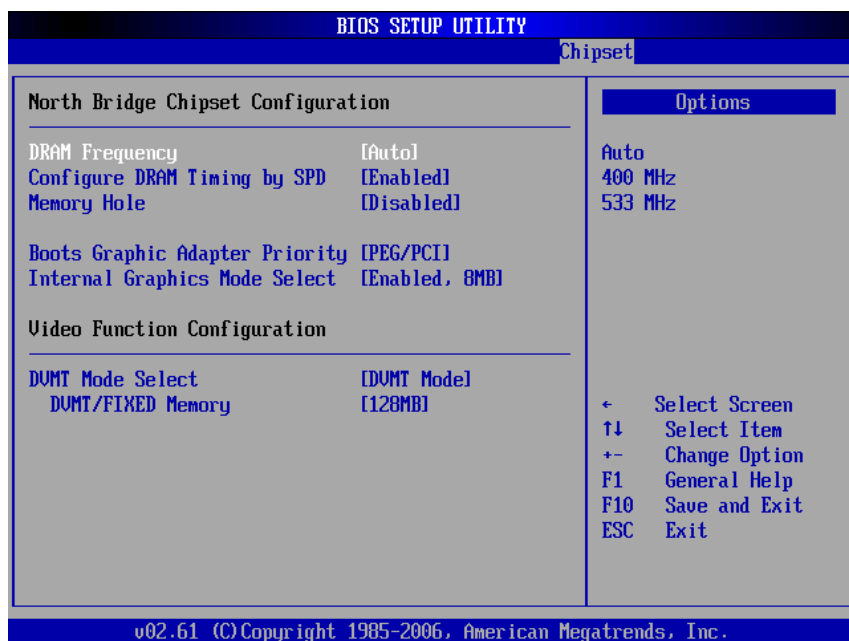 BIOS SETUP UTILITY
Chipset
North Bridge Chipset Configuration
DRAM Frequency [Auto]
Configure DRAM Timing by SPD [Enabled]
Memory Hole [Disabled]
Boots Graphic Adapter Priority [PEG/PCI]
Internal Graphics Mode Select [Enabled, 8MB]
Video Function Configuration
DVMT Mode Select [DVMT Mode]
DVMT/FIXED Memory [128MB]
Options
Auto
400 MHz
533 MHz
← Select Screen
↑↓ Select Item
+- Change Option
F1 General Help
F10 Save and Exit
ESC Exit
v02.61 (C)Copyright 1985-2006, American Megatrends, Inc.